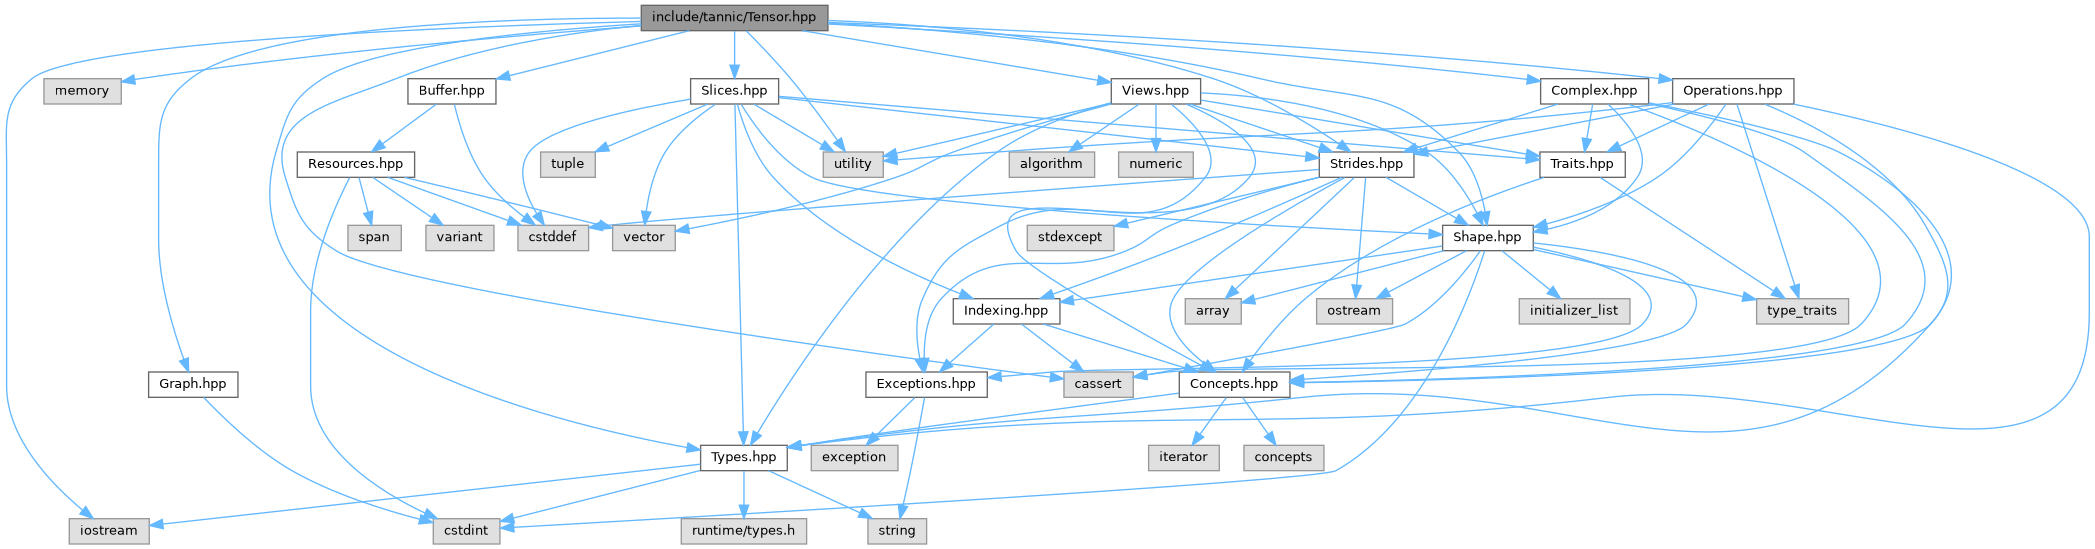 include/tannic/Tensor.hpp
memory
Buffer.hpp
Slices.hpp
Views.hpp
Complex.hpp
Operations.hpp
Resources.hpp
tuple
utility
algorithm
numeric
Strides.hpp
Traits.hpp
span
variant
cstddef
vector
stdexcept
Shape.hpp
Indexing.hpp
array
ostream
initializer_list
type_traits
Graph.hpp
Exceptions.hpp
cassert
Concepts.hpp
Types.hpp
exception
iterator
concepts
iostream
cstdint
runtime/types.h
string